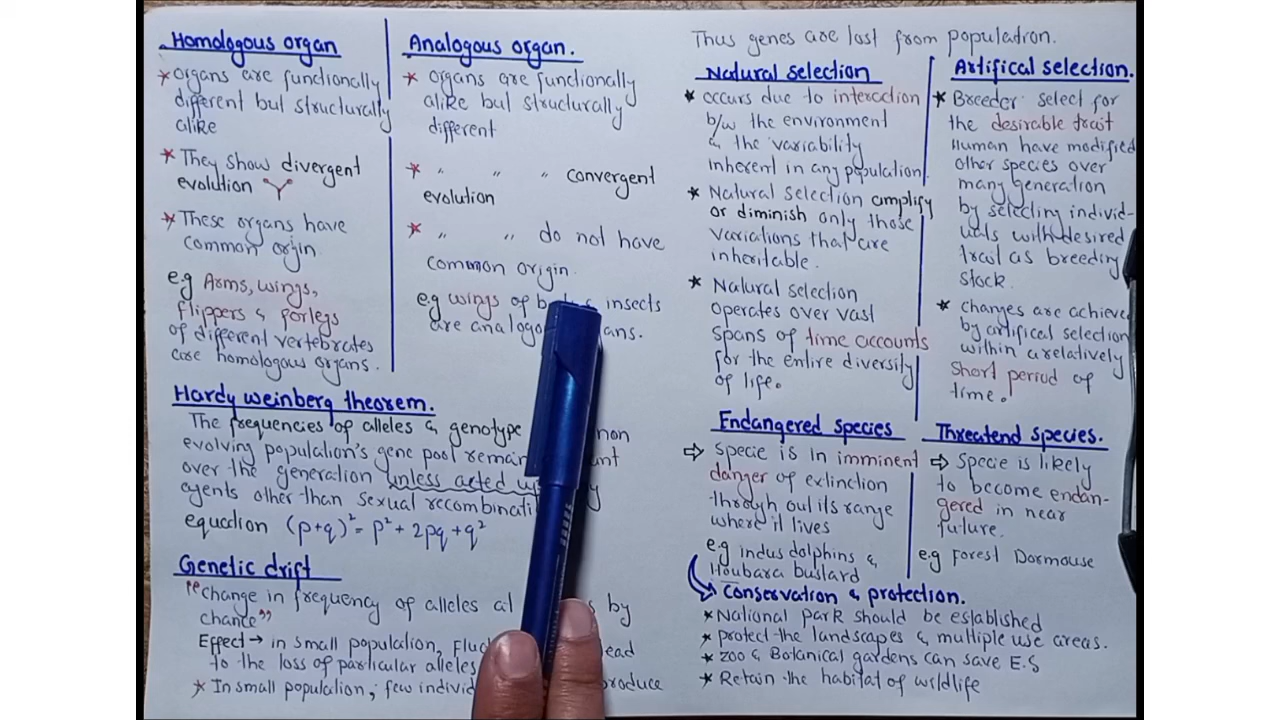 Homologous organ
* Organs are functionally
different but structurally
alike
* They show divergent
evolution
* These organs have
common orjin
e.g Arms, wings,
flippers & forlegs
of different vertebrates
are homologous organs.
Analogous organ.
* Organs are functionally
alike but structurally
different
* " " " convergent
evolution
* " " do not have
common origin.
e.g wings of insects
are
Hardy weinberg theorem.
The frequencies of alleles & genotype non
evolving population's gene pool
over the generation unless acted
agents other than sexual
equation (p+q)² = p² + 2pq + q²
Genetic drift
"change in frequency of alleles by
chance"
Effect → in small population,
to the loss of particular alleles
* In small population, few
Thus genes are lost from population.
Natural selection
* occurs due to interaction
b/w the environment
& the variability
inherent in any population
* Natural selection amplify
or diminish only those
variations that are
inheritable.
* Natural selection
operates over vast
spans of time accounts
for the entire diversity
of life.
Artifical selection.
* Breeder select for
the desirable trait
Human have modified
other species over
many generation
by selecting individ-
uals with desired
trait as breeding
stock.
* changes are achieved
by artifical selection
within a relatively
short period of
time.
Endangered species
⇨ Specie is in imminent
danger of extinction
through out its range
where it lives
e.g indus dolphins &
Houbara bustard
Threatend species.
⇨ Specie is likely
to become endan-
gered in near
future.
e.g Forest Dormouse
Conservation & protection.
* National park should be established
* protect the landscapes & multiple use areas.
* Zoo & Botanical gardens can save E.S
* Retain the habitat of wildlife